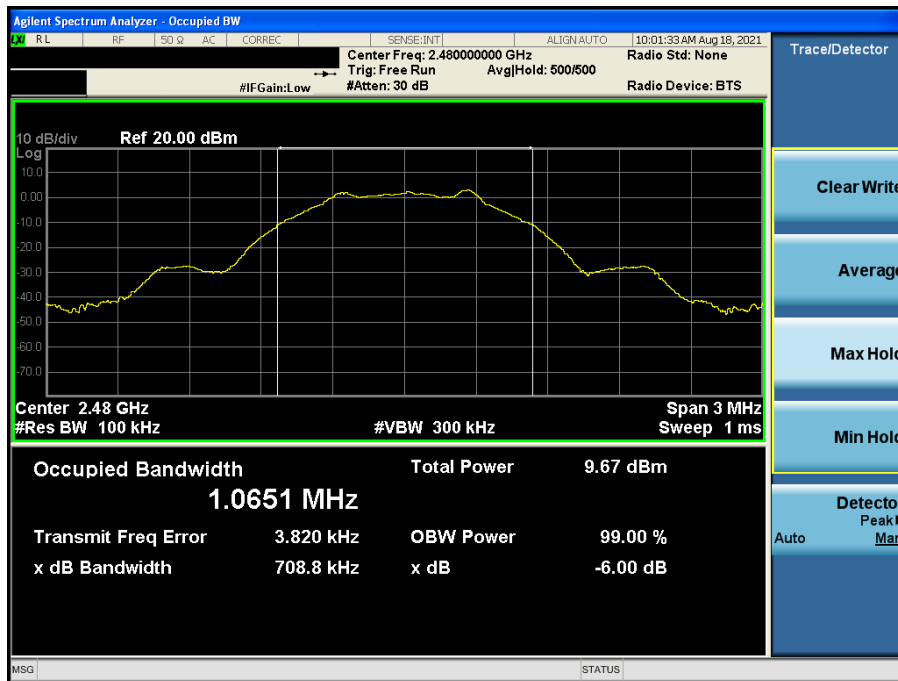 Agilent Spectrum Analyzer - Occupied BW
LXI RL RF 50 Ω AC CORREC SENSE:INT ALIGN AUTO 10:01:33 AM Aug 18, 2021
Center Freq: 2.480000000 GHz Radio Std: None
Trig: Free Run Avg|Hold: 500/500
#IFGain:Low #Atten: 30 dB Radio Device: BTS
10 dB/div Ref 20.00 dBm
Log
10.0
0.00
-10.0
-20.0
-30.0
-40.0
-50.0
-60.0
-70.0
Center 2.48 GHz Span 3 MHz
#Res BW 100 kHz #VBW 300 kHz Sweep 1 ms
Occupied Bandwidth Total Power 9.67 dBm
1.0651 MHz
Transmit Freq Error 3.820 kHz OBW Power 99.00 %
x dB Bandwidth 708.8 kHz x dB -6.00 dB
MSG STATUS
Trace/Detector
Clear Write
Average
Max Hold
Min Hold
Detecto
Peak
Auto Man